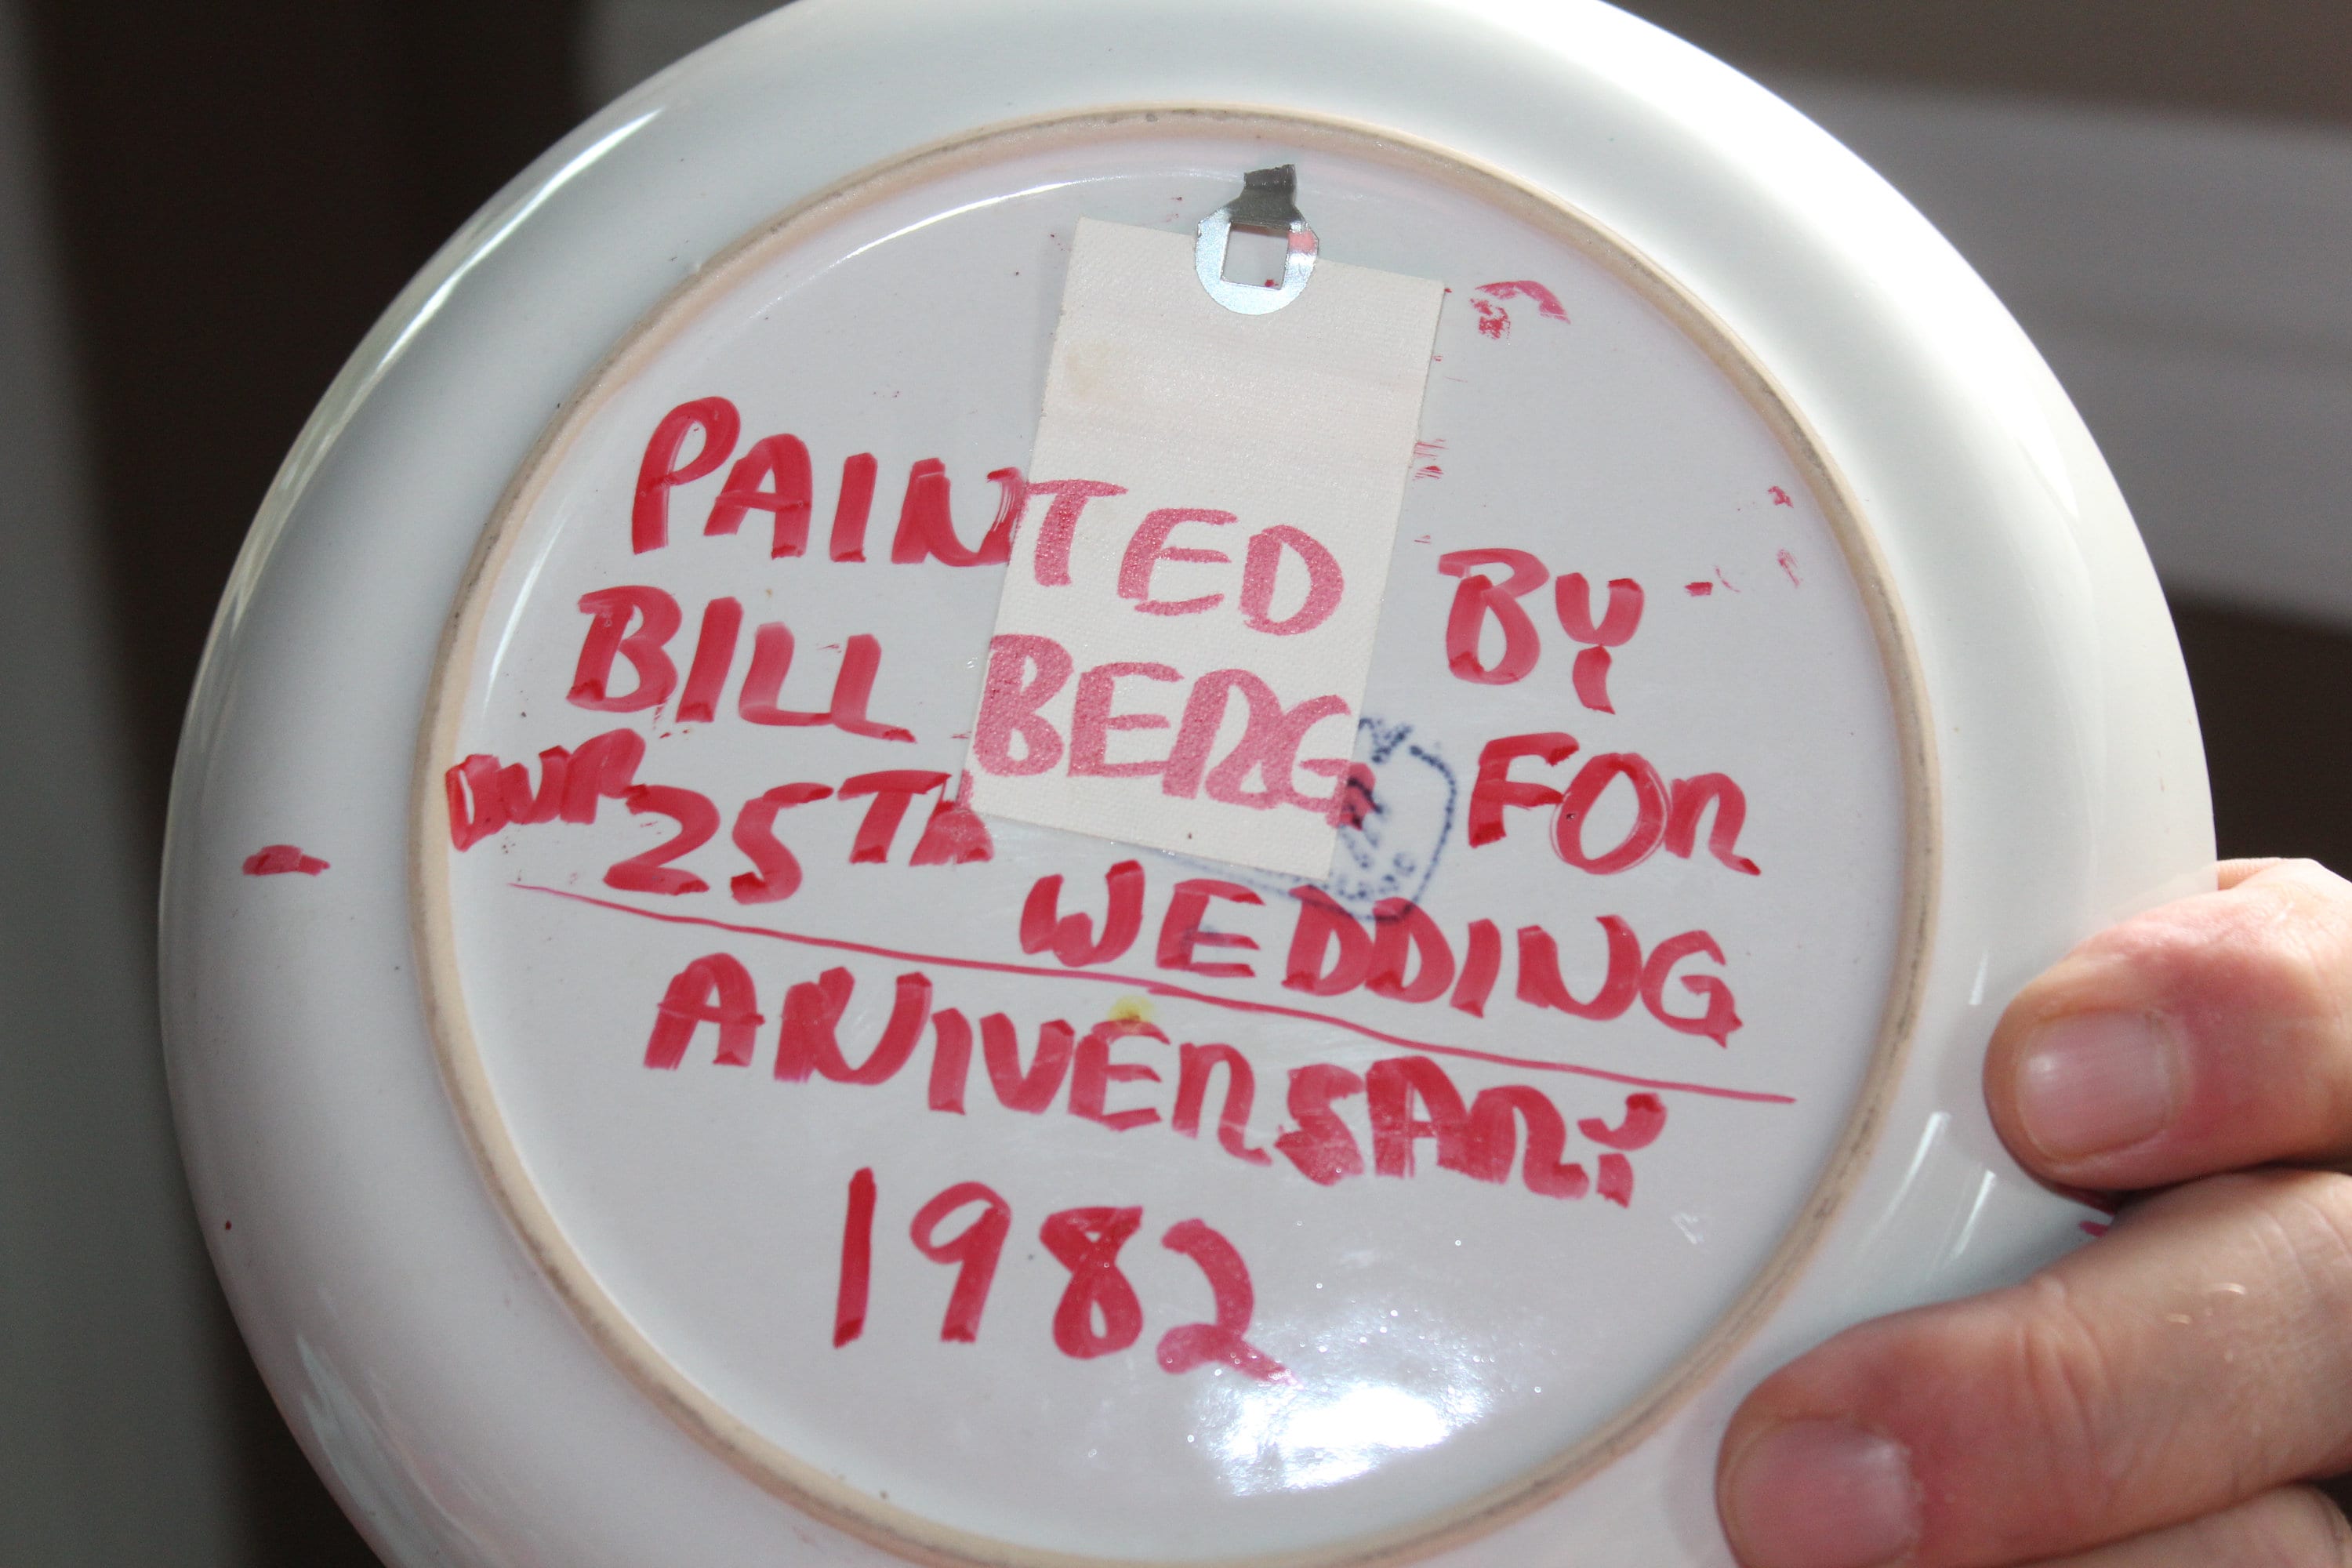 PAINTED BY
BILL BERG FOR
OUR 25TH WEDDING
ANIVERSARY
1982